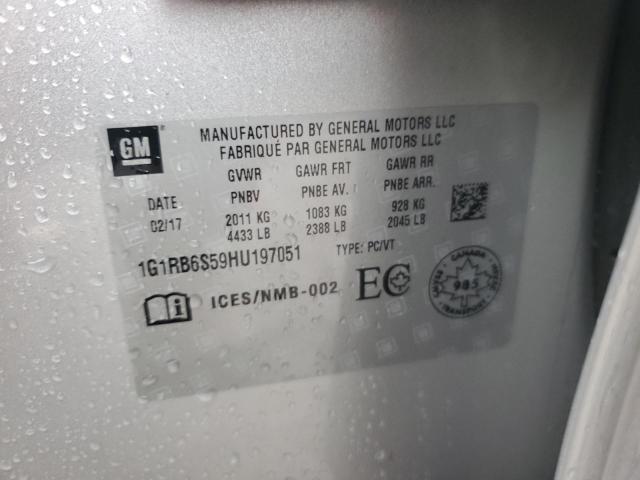 GM
MANUFACTURED BY GENERAL MOTORS LLC
FABRIQUÉ PAR GENERAL MOTORS LLC
GVWR GAWR FRT GAWR RR
DATE PNBV PNBE AV. PNBE ARR.
02/17 2011 KG 1083 KG 928 KG
4433 LB 2388 LB 2045 LB
1G1RB6S59HU197051 TYPE: PC/VT
ICES/NMB-002 EC
CANADA
985
TRANSPORT